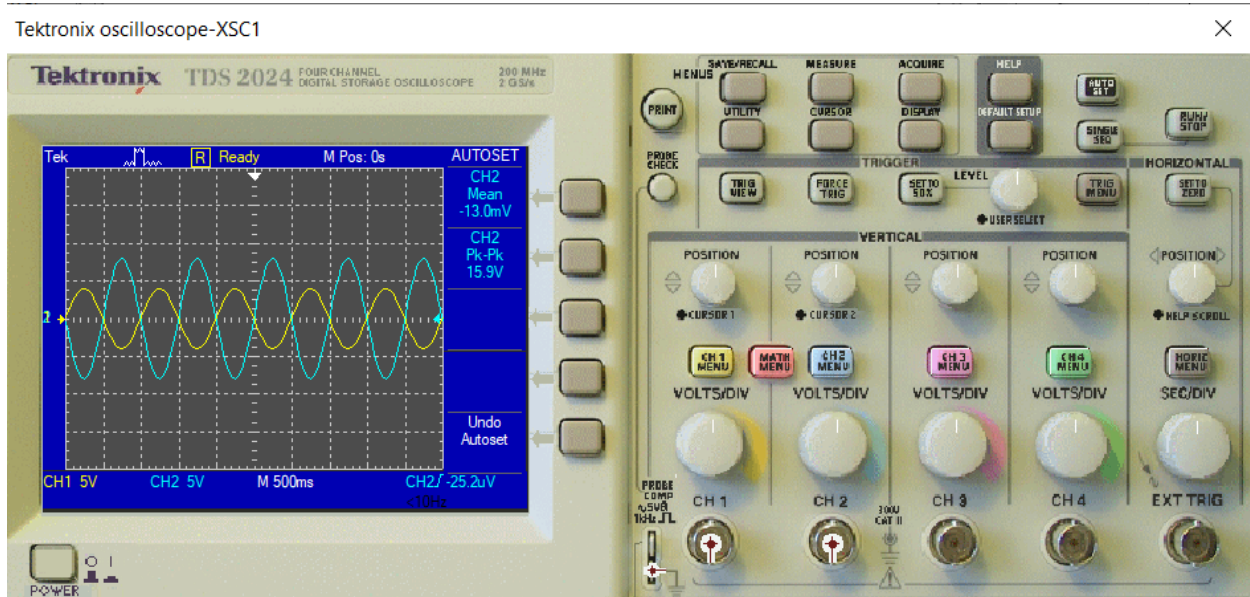 Tektronix oscilloscope-XSC1
Tektronix TDS 2024 FOUR CHANNEL DIGITAL STORAGE OSCILLOSCOPE 200 MHz 2 GS/s
Tek R Ready M Pos: 0s AUTOSET
CH2
Mean
-13.0mV
CH2
Pk-Pk
15.9V
Undo
Autoset
CH1 5V CH2 5V M 500ms CH2 -25.2uV
<10Hz
POWER
MENUS
SAVE/RECALL MEASURE ACQUIRE HELP
PRINT
UTILITY CURSOR DISPLAY DEFAULT SETUP
AUTO SET
SINGLE SEQ
RUN/ STOP
PROBE CHECK
TRIGGER
TRIG VIEW
FORCE TRIG
SET TO 50%
LEVEL
USER SELECT
TRIG MENU
HORIZONTAL
SET TO ZERO
VERTICAL
POSITION POSITION POSITION POSITION POSITION
CURSOR 1 CURSOR 2 HELP SCROLL
CH 1 MENU
MATH MENU
CH 2 MENU
CH 3 MENU
CH 4 MENU
HORIZ MENU
VOLTS/DIV VOLTS/DIV VOLTS/DIV VOLTS/DIV SEC/DIV
PROBE COMP
~5V@
1kHz
CH 1 CH 2 CH 3 CH 4 EXT TRIG
300V
CAT II